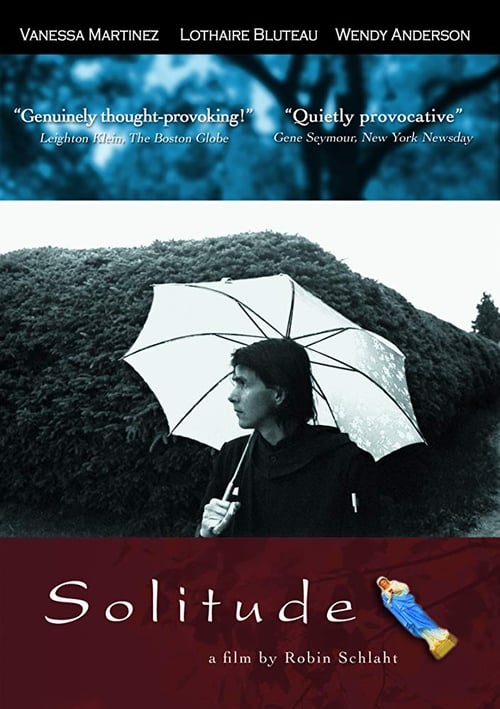 VANESSA MARTINEZ LOTHAIRE BLUTEAU WENDY ANDERSON
"Genuinely thought-provoking!"
Leighton Klein, The Boston Globe
"Quietly provocative"
Gene Seymour, New York Newsday
Solitude
a film by Robin Schlaht